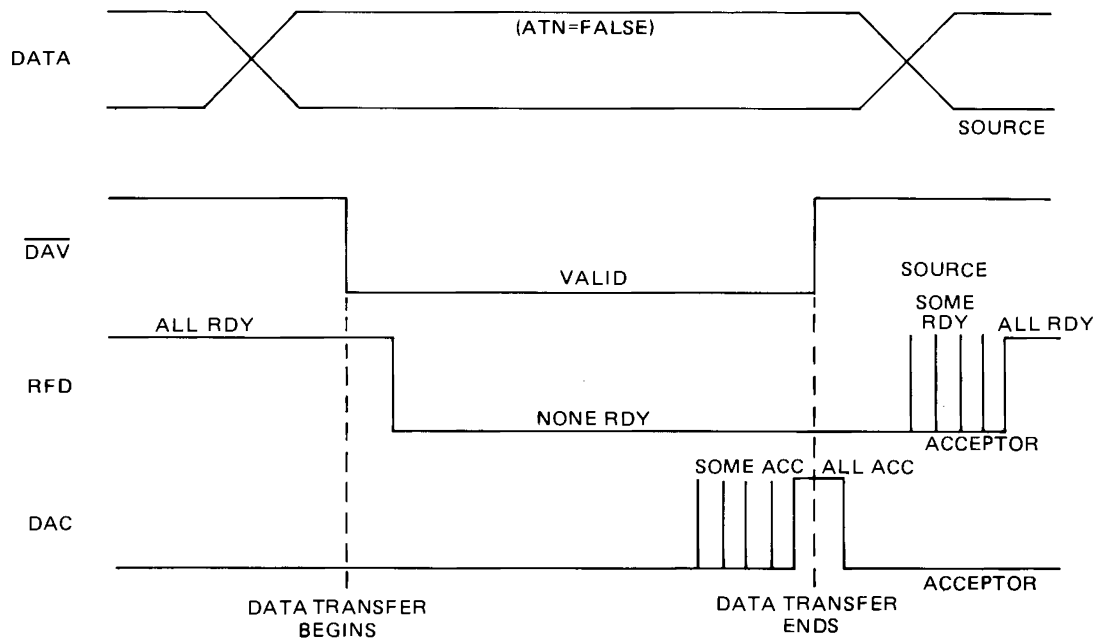 (ATN=FALSE)
DATA
SOURCE
DAV
VALID
SOURCE
SOME
RDY
ALL RDY
ALL RDY
RFD
NONE RDY
ACCEPTOR
SOME ACC
ALL ACC
DAC
ACCEPTOR
DATA TRANSFER
BEGINS
DATA TRANSFER
ENDS